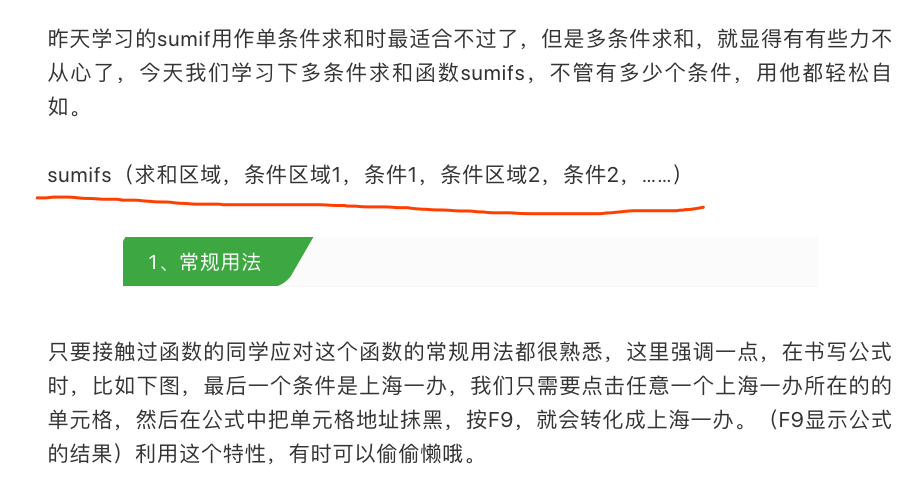 昨天学习的sumif用作单条件求和时最适合不过了，但是多条件求和，就显得有有些力不
从心了，今天我们学习下多条件求和函数sumifs，不管有多少个条件，用他都轻松自
如。
sumifs（求和区域，条件区域1，条件1，条件区域2，条件2，……）
1、常规用法
只要接触过函数的同学应对这个函数的常规用法都很熟悉，这里强调一点，在书写公式
时，比如下图，最后一个条件是上海一办，我们只需要点击任意一个上海一办所在的的
单元格，然后在公式中把单元格地址抹黑，按F9，就会转化成上海一办。（F9显示公式
的结果）利用这个特性，有时可以偷偷懒哦。